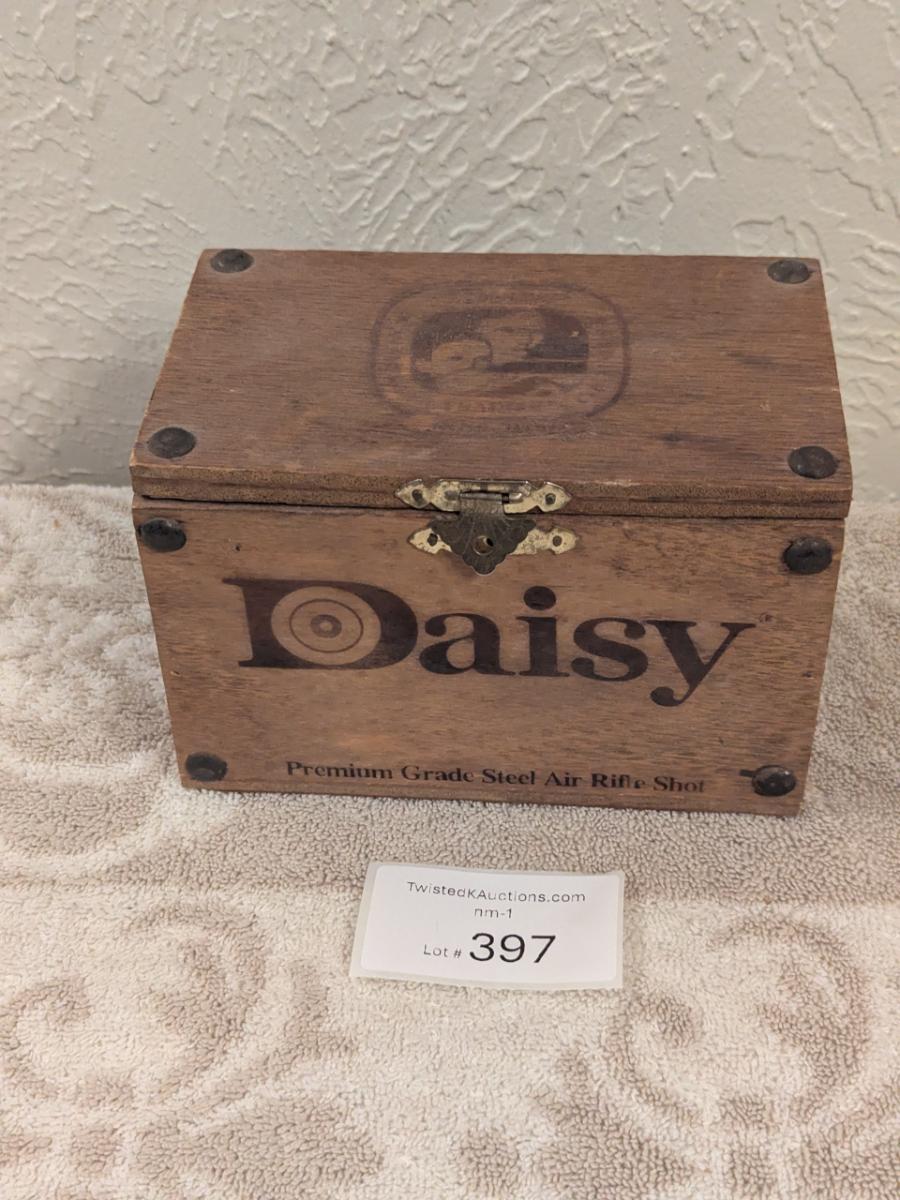 Daisy®
Premium Grade Steel Air Rifle Shot
TwistedKAuctions.com
nm-1
Lot # 397